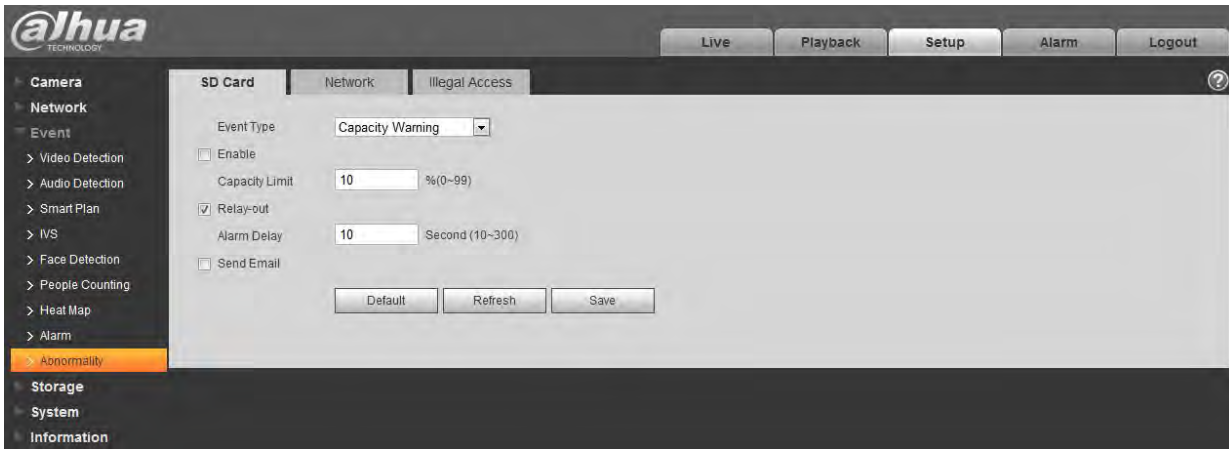 alhua
TECHNOLOGY
Live Playback Setup Alarm Logout
Camera
Network
Event
> Video Detection
> Audio Detection
> Smart Plan
> IVS
> Face Detection
> People Counting
> Heat Map
> Alarm
> Abnormality
Storage
System
Information
SD Card Network Illegal Access
?
Event Type Capacity Warning
Enable
Capacity Limit 10 %(0~99)
Relay-out
Alarm Delay 10 Second (10~300)
Send Email
Default Refresh Save